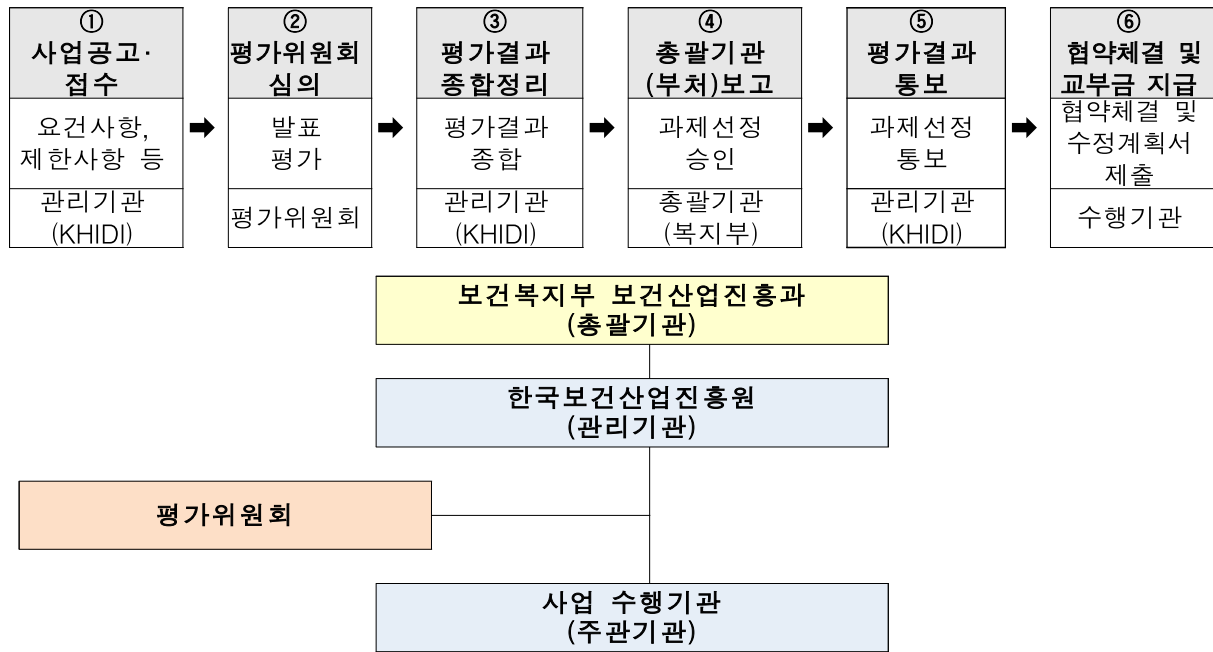 ①
사업공고·
접수
요건사항,
제한사항 등
관리기관
(KHIDI)
②
평가위원회
심의
발표
평가
평가위원회
③
평가결과
종합정리
평가결과
종합
관리기관
(KHIDI)
④
총괄기관
(부처)보고
과제선정
승인
총괄기관
(복지부)
⑤
평가결과
통보
과제선정
통보
관리기관
(KHIDI)
⑥
협약체결 및
교부금 지급
협약체결 및
수정계획서
제출
수행기관
보건복지부 보건산업진흥과
(총괄기관)
한국보건산업진흥원
(관리기관)
평가위원회
사업 수행기관
(주관기관)